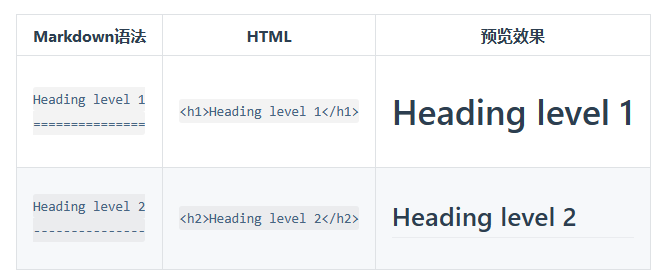 Markdown语法 HTML 预览效果
Heading level 1
===============
<h1>Heading level 1</h1>
Heading level 1
Heading level 2
---------------
<h2>Heading level 2</h2>
Heading level 2